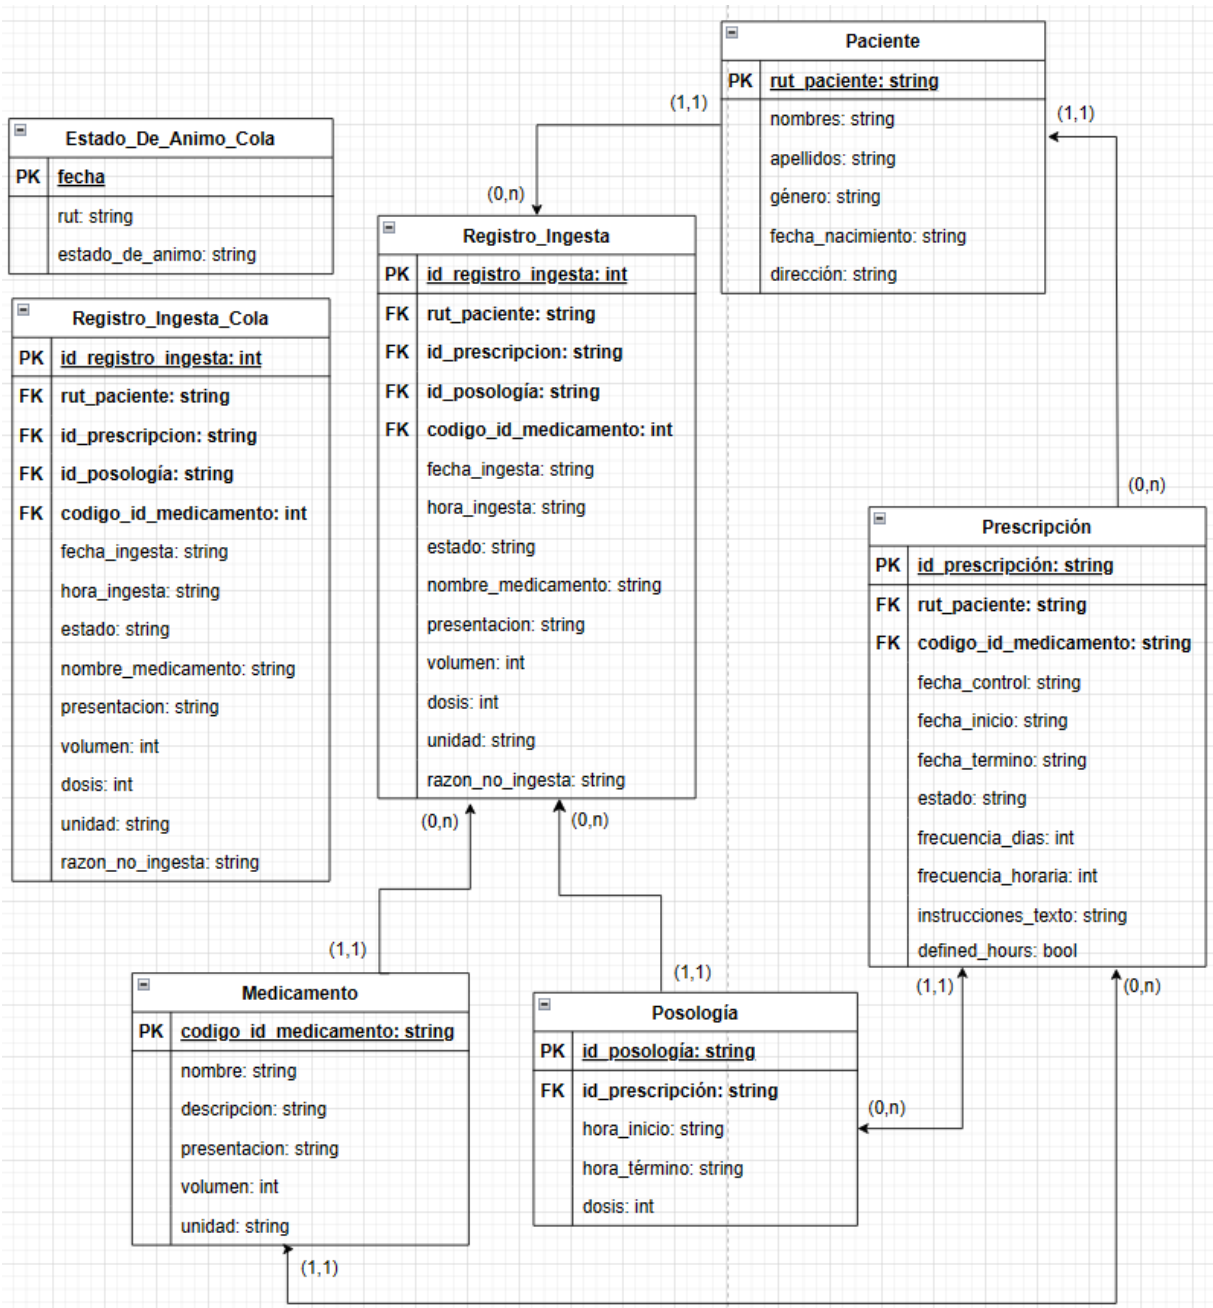 Paciente
PK rut_paciente: string
nombres: string
apellidos: string
género: string
fecha_nacimiento: string
dirección: string
(1,1)
(1,1)
(0,n)
(0,n)
Estado_De_Animo_Cola
PK fecha
rut: string
estado_de_animo: string
Registro_Ingesta_Cola
PK id_registro_ingesta: int
FK rut_paciente: string
FK id_prescripcion: string
FK id_posología: string
FK codigo_id_medicamento: int
fecha_ingesta: string
hora_ingesta: string
estado: string
nombre_medicamento: string
presentacion: string
volumen: int
dosis: int
unidad: string
razon_no_ingesta: string
Registro_Ingesta
PK id_registro_ingesta: int
FK rut_paciente: string
FK id_prescripcion: string
FK id_posología: string
FK codigo_id_medicamento: int
fecha_ingesta: string
hora_ingesta: string
estado: string
nombre_medicamento: string
presentacion: string
volumen: int
dosis: int
unidad: string
razon_no_ingesta: string
(0,n)
(0,n)
Prescripción
PK id_prescripción: string
FK rut_paciente: string
FK codigo_id_medicamento: string
fecha_control: string
fecha_inicio: string
fecha_termino: string
estado: string
frecuencia_dias: int
frecuencia_horaria: int
instrucciones_texto: string
defined_hours: bool
(1,1)
(0,n)
(1,1)
(1,1)
Medicamento
PK codigo_id_medicamento: string
nombre: string
descripcion: string
presentacion: string
volumen: int
unidad: string
(1,1)
Posología
PK id_posología: string
FK id_prescripción: string
hora_inicio: string
hora_término: string
dosis: int
(0,n)